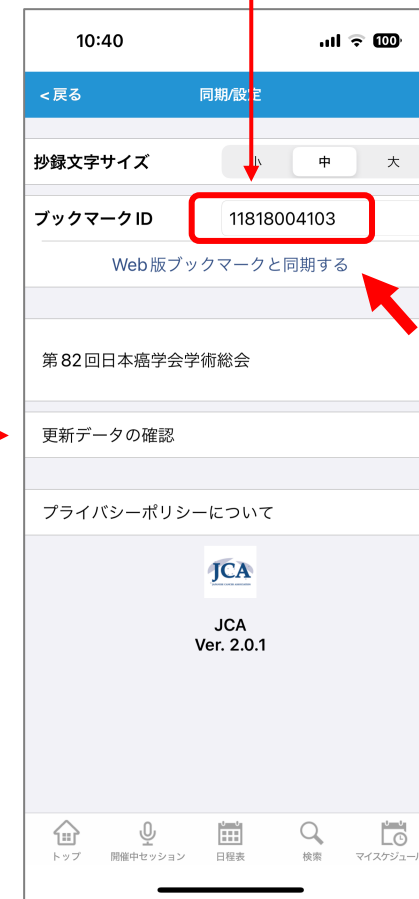 10:40
100
<戻る
同期/設定
抄録文字サイズ
小
中
大
ブックマークID
11818004103
Web版ブックマークと同期する
第82回日本癌学会学術総会
更新データの確認
プライバシーポリシーについて
JCA
JCA
Ver. 2.0.1
トップ
開催中セッション
日程表
検索
マイスケジュール